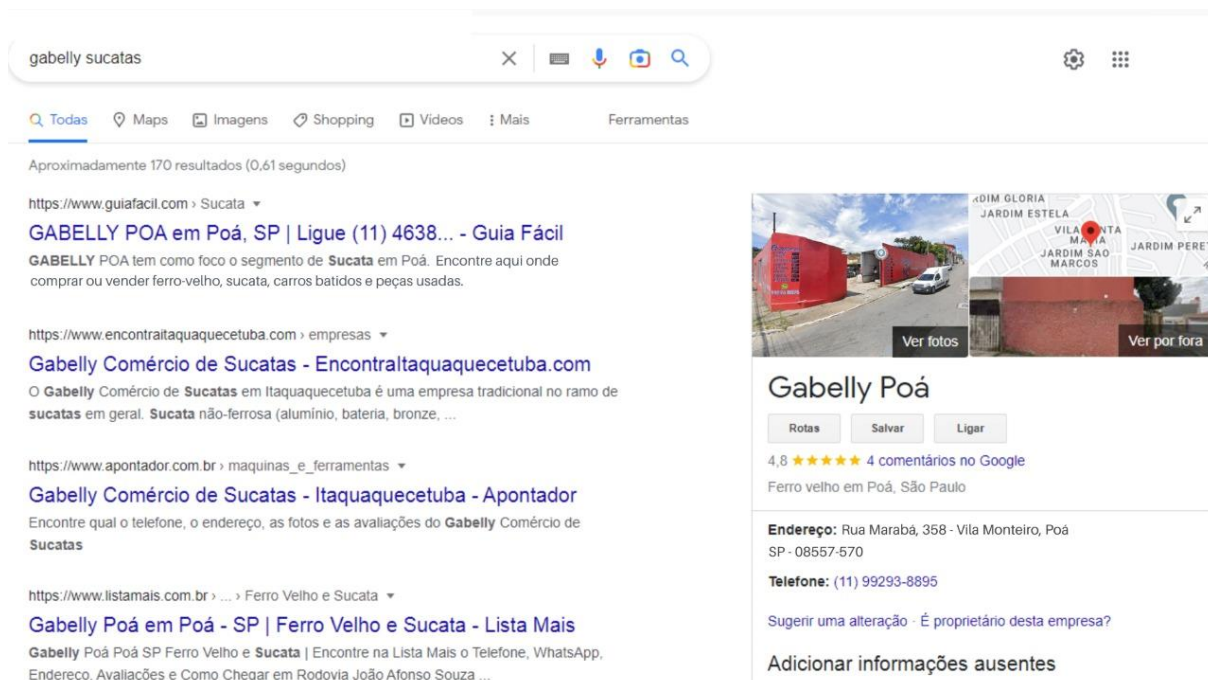 gabelly sucatas
Todas
Maps
Imagens
Shopping
Vídeos
Mais
Ferramentas
Aproximadamente 170 resultados (0,61 segundos)
https://www.guiafacil.com › Sucata
GABELLY POA em Poá, SP | Ligue (11) 4638... - Guia Fácil
GABELLY POA tem como foco o segmento de Sucata em Poá. Encontre aqui onde
comprar ou vender ferro-velho, sucata, carros batidos e peças usadas.
https://www.encontraitaquaquecetuba.com › empresas
Gabelly Comércio de Sucatas - EncontraItaquaquecetuba.com
O Gabelly Comércio de Sucatas em Itaquaquecetuba é uma empresa tradicional no ramo de
sucatas em geral. Sucata não-ferrosa (alumínio, bateria, bronze, ...
https://www.apontador.com.br › maquinas_e_ferramentas
Gabelly Comércio de Sucatas - Itaquaquecetuba - Apontador
Encontre qual o telefone, o endereço, as fotos e as avaliações do Gabelly Comércio de
Sucatas
https://www.listamais.com.br › ... › Ferro Velho e Sucata
Gabelly Poá em Poá - SP | Ferro Velho e Sucata - Lista Mais
Gabelly Poá Poá SP Ferro Velho e Sucata | Encontre na Lista Mais o Telefone, WhatsApp,
Endereço, Avaliações e Como Chegar em Rodovia João Afonso Souza ...
JARDIM ESTELA
JARDIM SAO
MARCOS
Ver fotos
Ver por fora
Gabelly Poá
Rotas
Salvar
Ligar
4,8 4 comentários no Google
Ferro velho em Poá, São Paulo
Endereço: Rua Marabá, 358 - Vila Monteiro, Poá
SP - 08557-570
Telefone: (11) 99293-8895
Sugerir uma alteração · É proprietário desta empresa?
Adicionar informações ausentes